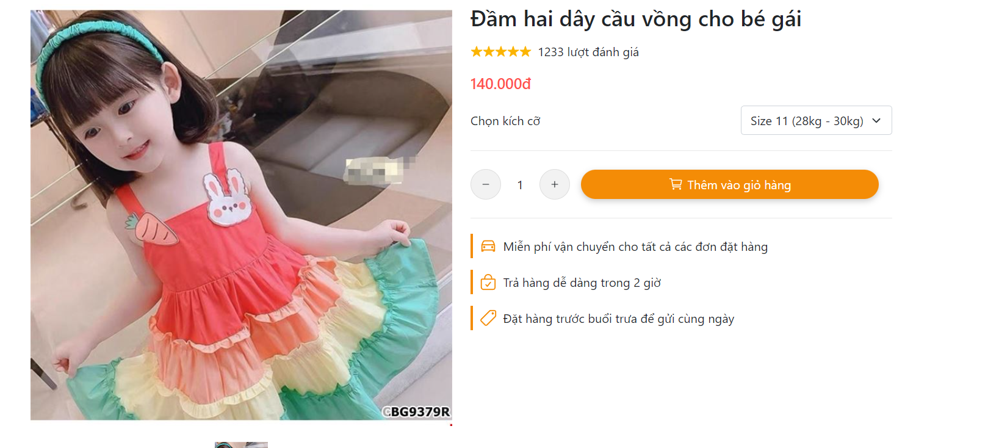 Đầm hai dây cầu vồng cho bé gái
1233 lượt đánh giá
140.000đ
Chọn kích cỡ
Size 11 (28kg - 30kg)
1
Thêm vào giỏ hàng
Miễn phí vận chuyển cho tất cả các đơn đặt hàng
Trả hàng dễ dàng trong 2 giờ
Đặt hàng trước buổi trưa để gửi cùng ngày
BG9379R